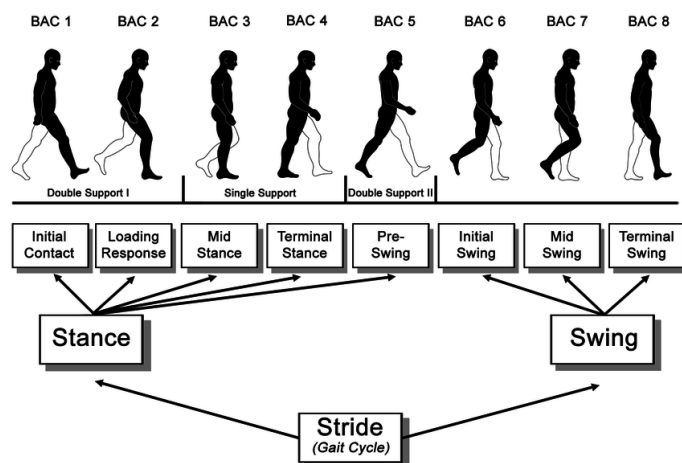 BAC 1 BAC 2 BAC 3 BAC 4 BAC 5 BAC 6 BAC 7 BAC 8
Double Support I Single Support Double Support II
Initial Contact
Loading Response
Mid Stance
Terminal Stance
Pre-Swing
Initial Swing
Mid Swing
Terminal Swing
Stance
Swing
Stride
(Gait Cycle)